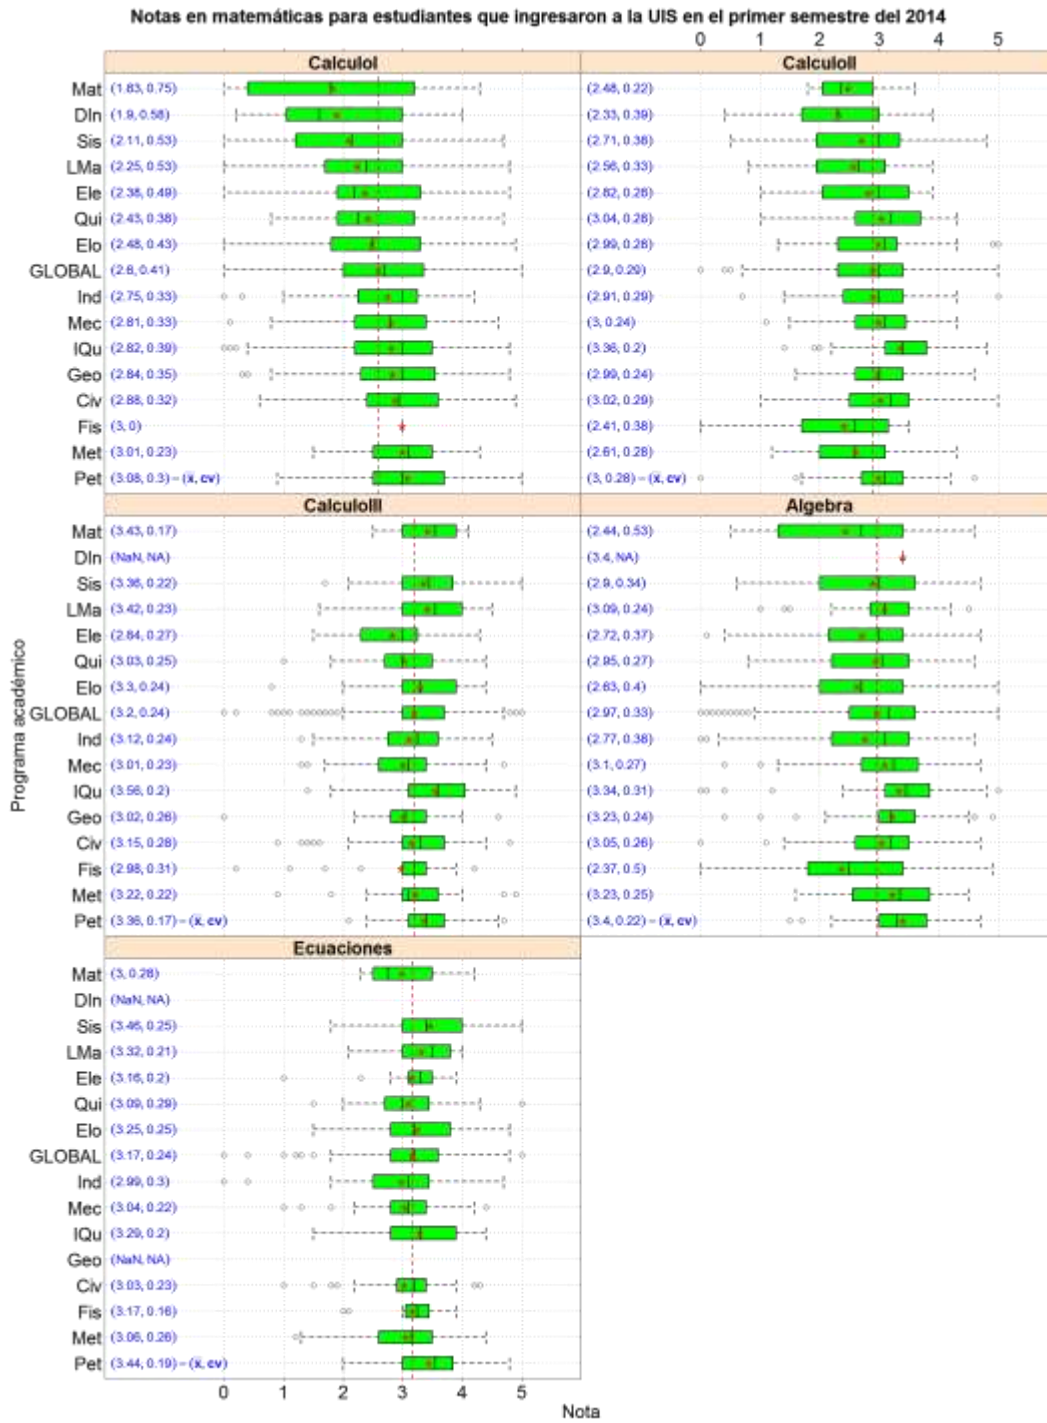 Notas en matemáticas para estudiantes que ingresaron a la UIS en el primer semestre del 2014
0 1 2 3 4 5
CalculoI
CalculoII
Mat (1.83, 0.75) (2.48, 0.22)
DIn (1.9, 0.58) (2.33, 0.39)
Sis (2.11, 0.53) (2.71, 0.38)
LMa (2.25, 0.53) (2.56, 0.33)
Ele (2.38, 0.49) (2.82, 0.28)
Qui (2.43, 0.38) (3.04, 0.28)
Elo (2.48, 0.43) (2.99, 0.28)
GLOBAL (2.6, 0.41) (2.9, 0.29)
Ind (2.75, 0.33) (2.91, 0.29)
Mec (2.81, 0.33) (3, 0.24)
IQu (2.82, 0.39) (3.36, 0.2)
Geo (2.84, 0.35) (2.99, 0.24)
Civ (2.88, 0.32) (3.02, 0.29)
Fis (3, 0) (2.41, 0.38)
Met (3.01, 0.23) (2.61, 0.28)
Pet (3.08, 0.3) − (x̄, cv) (3, 0.28) − (x̄, cv)
CalculoIII
Algebra
Mat (3.43, 0.17) (2.44, 0.53)
DIn (NaN, NA) (3.4, NA)
Sis (3.36, 0.22) (2.9, 0.34)
LMa (3.42, 0.23) (3.09, 0.24)
Ele (2.84, 0.27) (2.72, 0.37)
Qui (3.03, 0.25) (2.95, 0.27)
Elo (3.3, 0.24) (2.63, 0.4)
GLOBAL (3.2, 0.24) (2.97, 0.33)
Ind (3.12, 0.24) (2.77, 0.38)
Mec (3.01, 0.23) (3.1, 0.27)
IQu (3.56, 0.2) (3.34, 0.31)
Geo (3.02, 0.26) (3.23, 0.24)
Civ (3.15, 0.28) (3.05, 0.26)
Fis (2.98, 0.31) (2.37, 0.5)
Met (3.22, 0.22) (3.23, 0.25)
Pet (3.36, 0.17) − (x̄, cv) (3.4, 0.22) − (x̄, cv)
Ecuaciones
Mat (3, 0.28)
DIn (NaN, NA)
Sis (3.46, 0.25)
LMa (3.32, 0.21)
Ele (3.16, 0.2)
Qui (3.09, 0.29)
Elo (3.25, 0.25)
GLOBAL (3.17, 0.24)
Ind (2.99, 0.3)
Mec (3.04, 0.22)
IQu (3.29, 0.2)
Geo (NaN, NA)
Civ (3.03, 0.23)
Fis (3.17, 0.16)
Met (3.06, 0.26)
Pet (3.44, 0.19) − (x̄, cv)
0 1 2 3 4 5
Nota
Programa académico